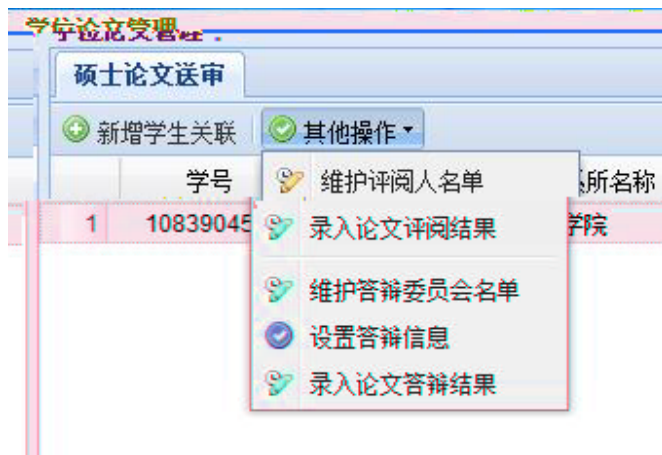 学位论文管理
硕士论文送审
新增学生关联 其他操作
学号 所名称
维护评阅人名单
1 10839045 学院
录入论文评阅结果
维护答辩委员会名单
设置答辩信息
录入论文答辩结果